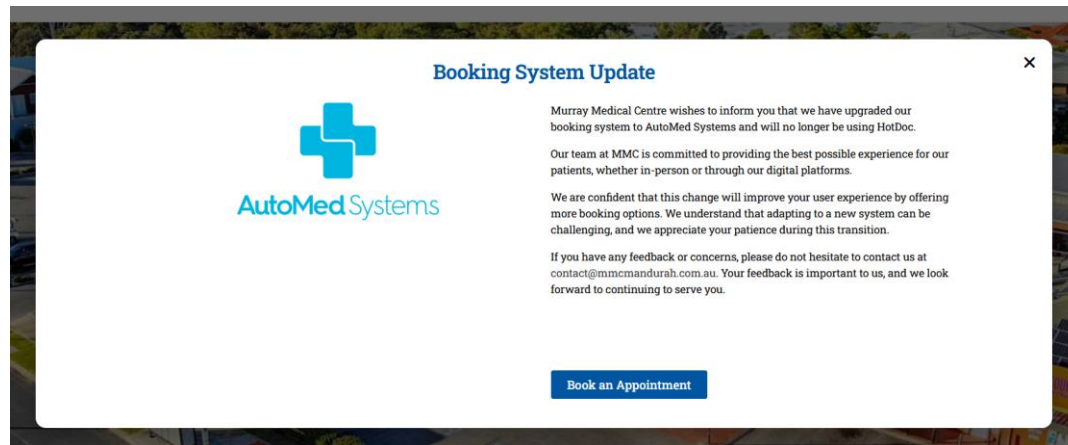 Booking System Update
AutoMed Systems
Murray Medical Centre wishes to inform you that we have upgraded our
booking system to AutoMed Systems and will no longer be using HotDoc.
Our team at MMC is committed to providing the best possible experience for our
patients, whether in-person or through our digital platforms.
We are confident that this change will improve your user experience by offering
more booking options. We understand that adapting to a new system can be
challenging, and we appreciate your patience during this transition.
If you have any feedback or concerns, please do not hesitate to contact us at
contact@mmcmandurah.com.au. Your feedback is important to us, and we look
forward to continuing to serve you.
Book an Appointment